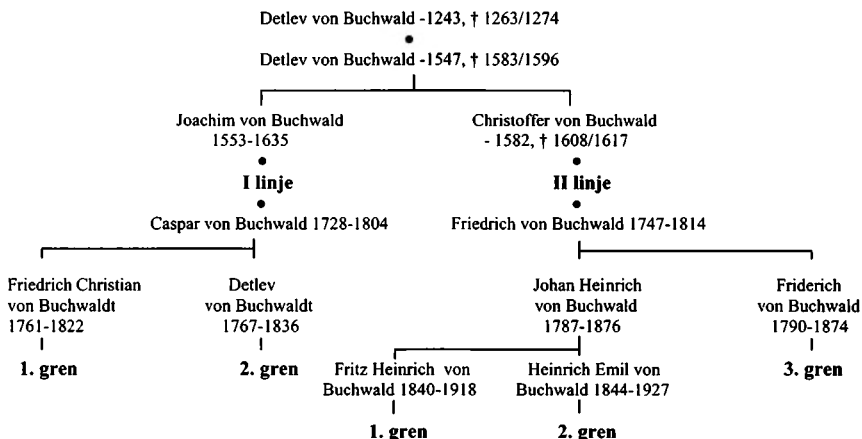 Detlev von Buchwald -1243, † 1263/1274
Detlev von Buchwald -1547, † 1583/1596
Joachim von Buchwald
1553-1635
Christoffer von Buchwald
- 1582, † 1608/1617
I linje
II linje
Caspar von Buchwald 1728-1804
Friedrich von Buchwald 1747-1814
Friedrich Christian
von Buchwaldt
1761-1822
Detlev
von Buchwaldt
1767-1836
Johan Heinrich
von Buchwald
1787-1876
Friderich
von Buchwald
1790-1874
1. gren
2. gren
Fritz Heinrich von
Buchwald 1840-1918
Heinrich Emil von
Buchwald 1844-1927
3. gren
1. gren
2. gren